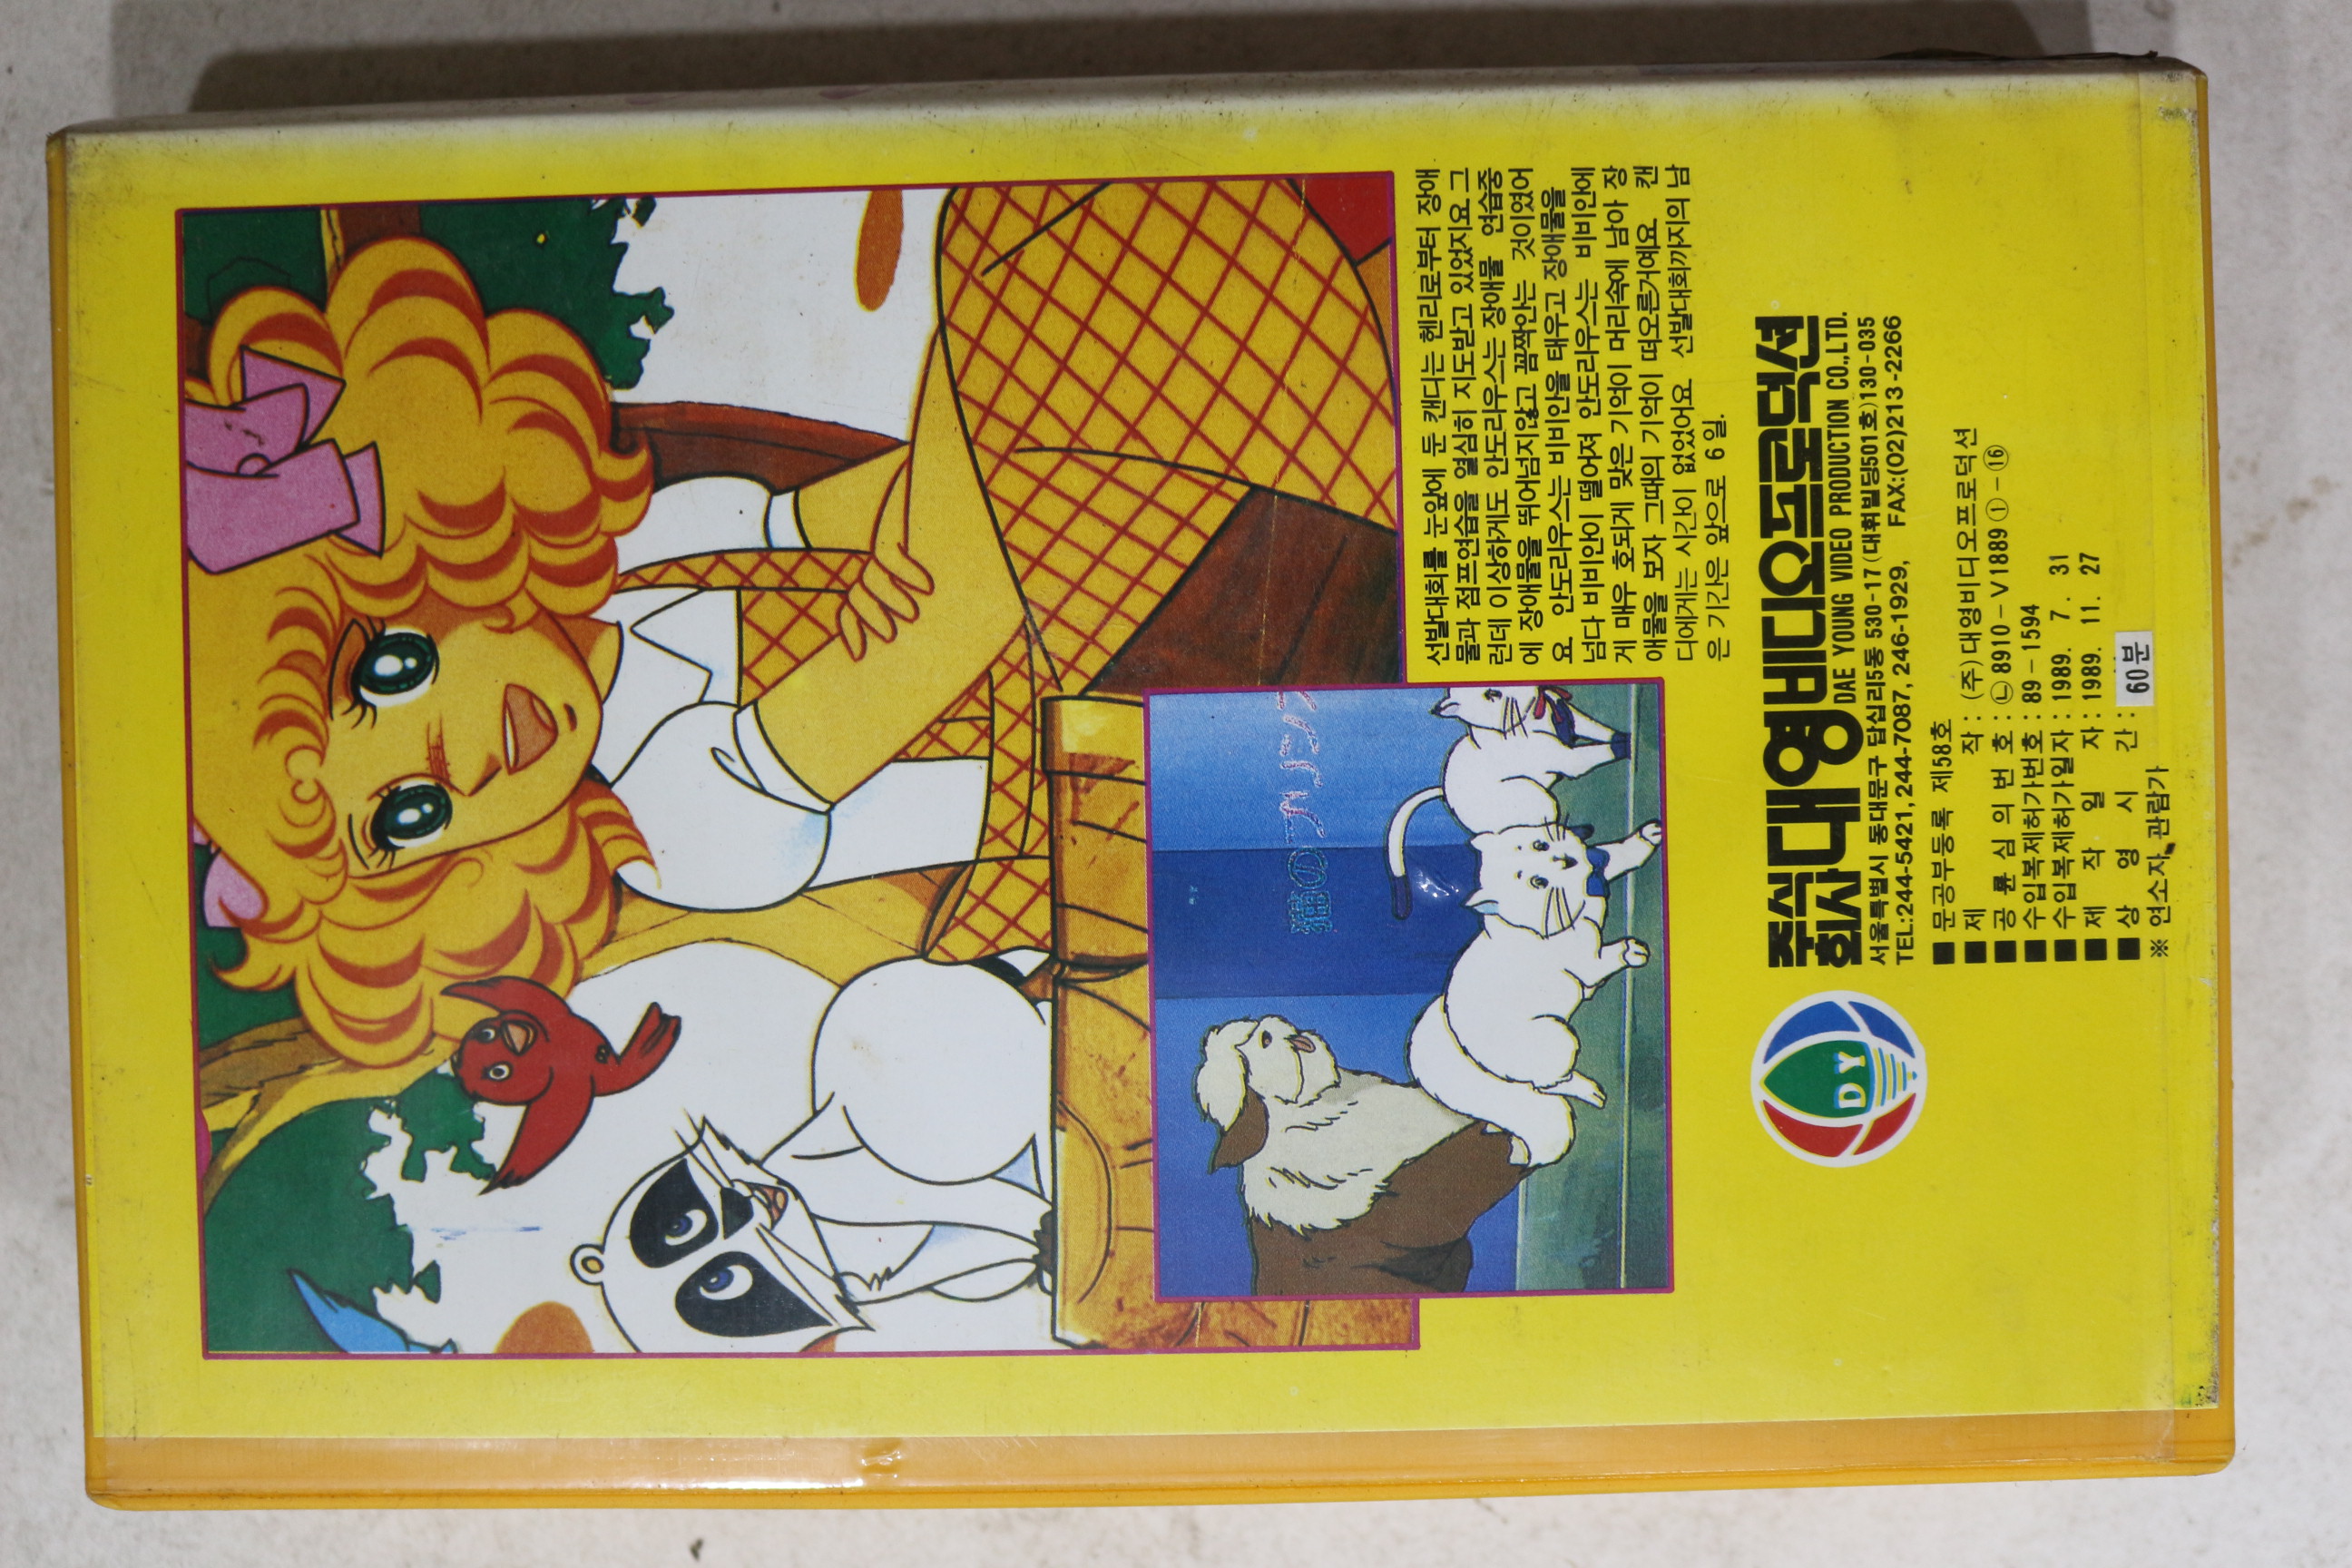 선발대회를 눈앞에 둔 캔디는 헨리로부터 장애
물과 점프연습을 열심히 지도받고 있었지요 그
런데 이상하게도 안도리우스는 장애물 연습중
에 장애물을 뛰어넘지않고 꼼짝안는 것이였어
요 안도리우스는 비비안을 태우고 장애물을
넘다 비비안이 떨어져 안도리우스는 비비안에
게 매우 호되게 맞은 기억이 머리속에 남아 장
애물을 보자 그때의 기억이 떠오른거예요 캔
디에게는 시간이 없었어요 선발대회까지의 남
은 기간은 앞으로 6일.
猫の
DY
주식회사 대영비디오프로덕션
DAE YOUNG VIDEO PRODUCTION CO.,LTD.
서울특별시 동대문구 답십리5동 530-17(대휘빌딩501호)130-035
TEL:244-5421, 244-7087, 246-1929, FAX:(02)213-2266
■ 문공부등록 제58호
■ 제 작 : (주)대영비디오프로덕션
■ 공륜심의번호 : ㉡ 8910-V1889①-⑯
■ 수입복제허가번호 : 89-1594
■ 수입복제허가일자 : 1989. 7. 31
■ 제 작 일 자 : 1989. 11. 27
■ 상 영 시 간 : 60분
※ 연소자 관람가